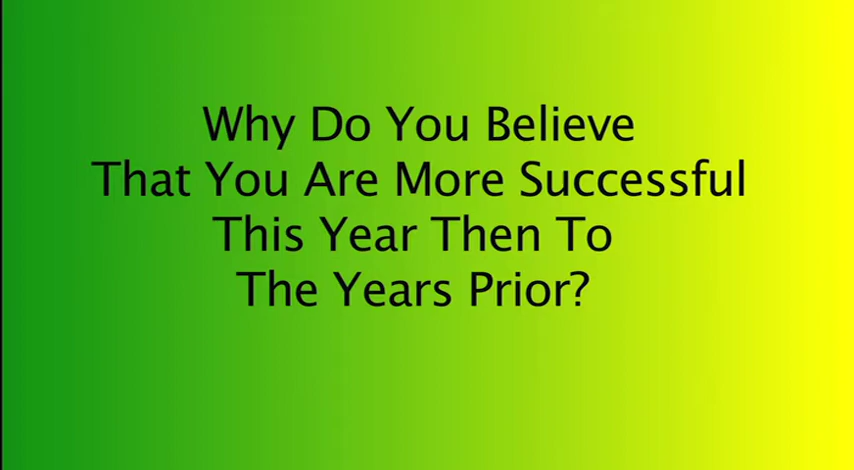 Why Do You Believe
That You Are More Successful
This Year Then To
The Years Prior?